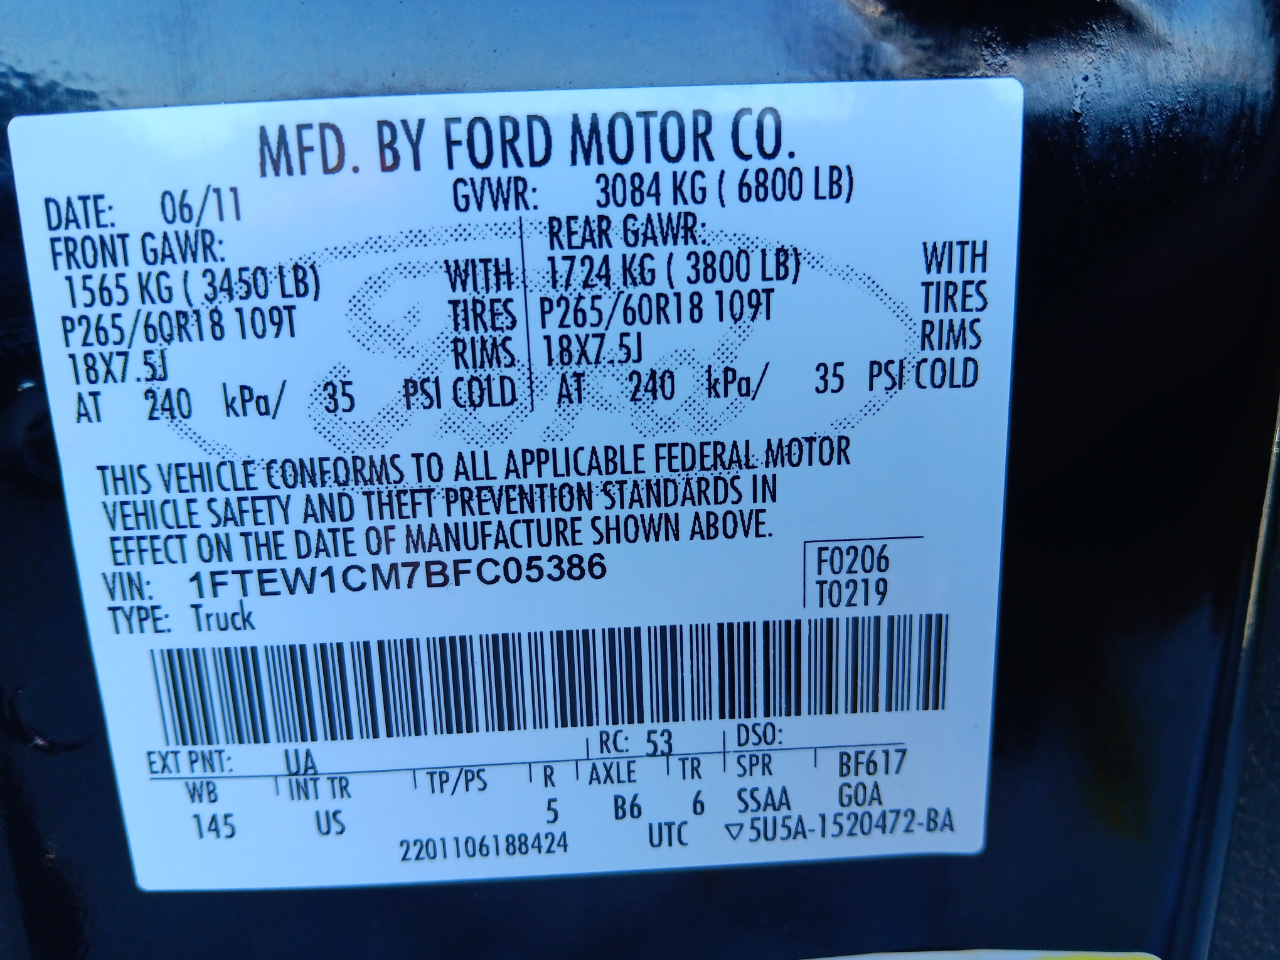 MFD. BY FORD MOTOR CO.
DATE: 06/11 GVWR: 3084 KG ( 6800 LB)
FRONT GAWR: REAR GAWR:
1565 KG ( 3450 LB) WITH 1724 KG ( 3800 LB) WITH
P265/60R18 109T TIRES P265/60R18 109T TIRES
18X7.5J RIMS 18X7.5J RIMS
AT 240 kPa/ 35 PSI COLD AT 240 kPa/ 35 PSI COLD
THIS VEHICLE CONFORMS TO ALL APPLICABLE FEDERAL MOTOR
VEHICLE SAFETY AND THEFT PREVENTION STANDARDS IN
EFFECT ON THE DATE OF MANUFACTURE SHOWN ABOVE.
VIN: 1FTEW1CM7BFC05386 F0206
TYPE: Truck T0219
EXT PNT: UA RC: 53 DSO:
WB INT TR TP/PS R AXLE TR SPR BF617
145 US 5 B6 6 SSAA GOA
2201106188424 UTC ▽5U5A-1520472-BA